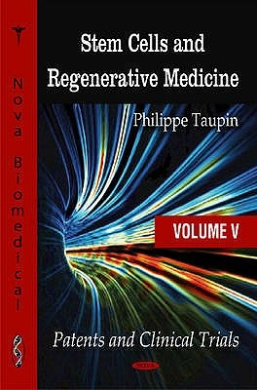 Stem Cells and
Regenerative Medicine
Philippe Taupin
Nova Biomedical
VOLUME V
Patents and Clinical Trials